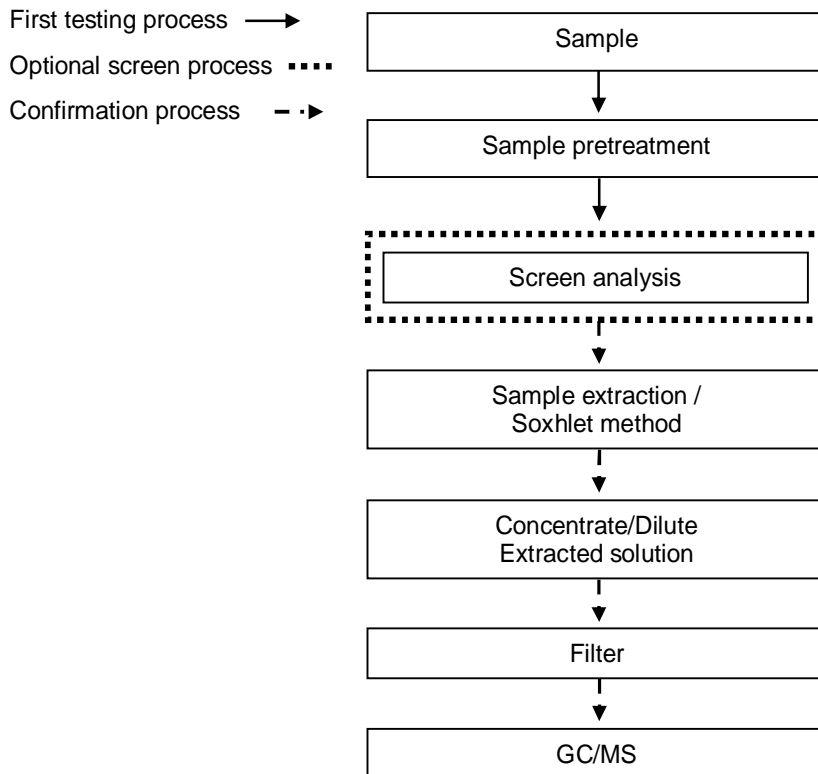 First testing process
Optional screen process
Confirmation process
Sample
Sample pretreatment
Screen analysis
Sample extraction /
Soxhlet method
Concentrate/Dilute
Extracted solution
Filter
GC/MS